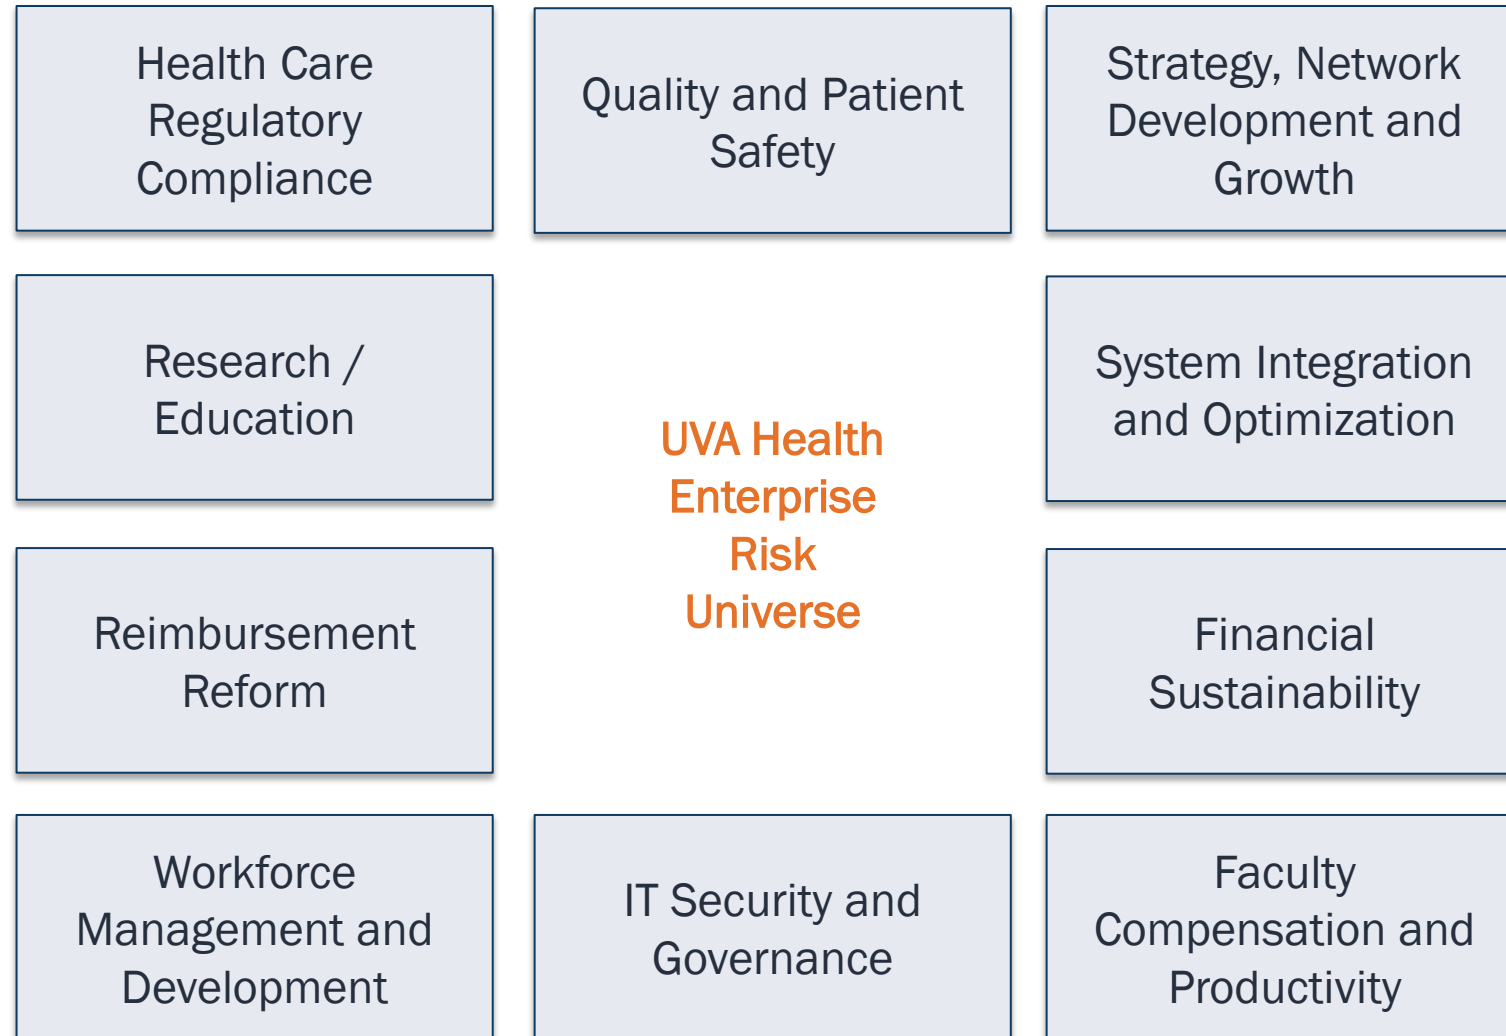 Health Care
Regulatory
Compliance
Quality and Patient
Safety
Strategy, Network
Development and
Growth
Research /
Education
UVA Health
Enterprise
Risk
Universe
System Integration
and Optimization
Reimbursement
Reform
Financial
Sustainability
Workforce
Management and
Development
IT Security and
Governance
Faculty
Compensation and
Productivity